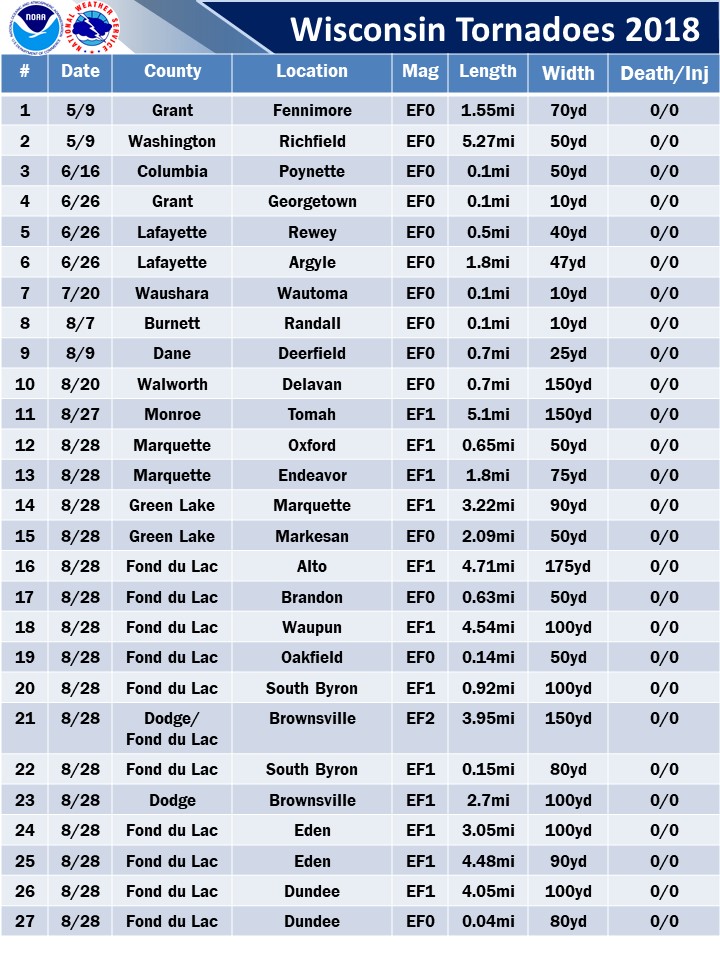 NOAA
NATIONAL WEATHER SERVICE
Wisconsin Tornadoes 2018
# Date County Location Mag Length Width Death/Inj
1 5/9 Grant Fennimore EF0 1.55mi 70yd 0/0
2 5/9 Washington Richfield EF0 5.27mi 50yd 0/0
3 6/16 Columbia Poynette EF0 0.1mi 50yd 0/0
4 6/26 Grant Georgetown EF0 0.1mi 10yd 0/0
5 6/26 Lafayette Rewey EF0 0.5mi 40yd 0/0
6 6/26 Lafayette Argyle EF0 1.8mi 47yd 0/0
7 7/20 Waushara Wautoma EF0 0.1mi 10yd 0/0
8 8/7 Burnett Randall EF0 0.1mi 10yd 0/0
9 8/9 Dane Deerfield EF0 0.7mi 25yd 0/0
10 8/20 Walworth Delavan EF0 0.7mi 150yd 0/0
11 8/27 Monroe Tomah EF1 5.1mi 150yd 0/0
12 8/28 Marquette Oxford EF1 0.65mi 50yd 0/0
13 8/28 Marquette Endeavor EF1 1.8mi 75yd 0/0
14 8/28 Green Lake Marquette EF1 3.22mi 90yd 0/0
15 8/28 Green Lake Markesan EF0 2.09mi 50yd 0/0
16 8/28 Fond du Lac Alto EF1 4.71mi 175yd 0/0
17 8/28 Fond du Lac Brandon EF0 0.63mi 50yd 0/0
18 8/28 Fond du Lac Waupun EF1 4.54mi 100yd 0/0
19 8/28 Fond du Lac Oakfield EF0 0.14mi 50yd 0/0
20 8/28 Fond du Lac South Byron EF1 0.92mi 100yd 0/0
21 8/28 Dodge/ Brownsville EF2 3.95mi 150yd 0/0
Fond du Lac
22 8/28 Fond du Lac South Byron EF1 0.15mi 80yd 0/0
23 8/28 Dodge Brownsville EF1 2.7mi 100yd 0/0
24 8/28 Fond du Lac Eden EF1 3.05mi 100yd 0/0
25 8/28 Fond du Lac Eden EF1 4.48mi 90yd 0/0
26 8/28 Fond du Lac Dundee EF1 4.05mi 100yd 0/0
27 8/28 Fond du Lac Dundee EF0 0.04mi 80yd 0/0